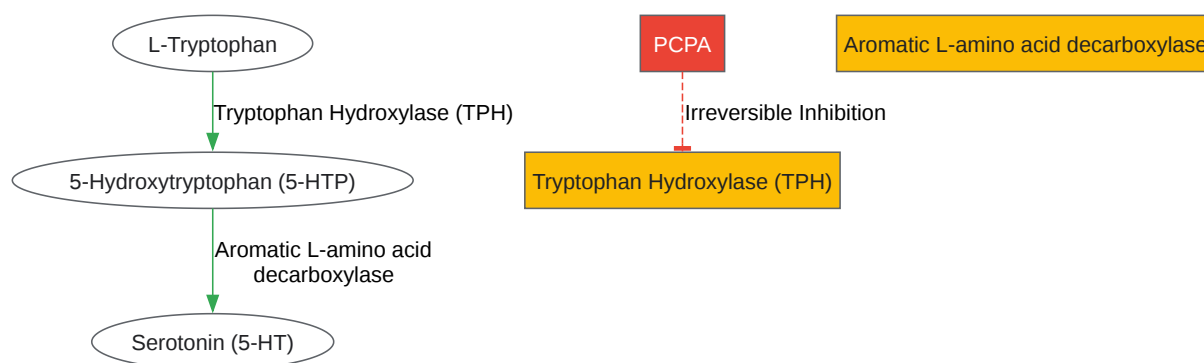 L-Tryptophan
PCPA
Aromatic L-amino acid decarboxylase
Tryptophan Hydroxylase (TPH)
Irreversible Inhibition
5-Hydroxytryptophan (5-HTP)
Tryptophan Hydroxylase (TPH)
Aromatic L-amino acid
decarboxylase
Serotonin (5-HT)